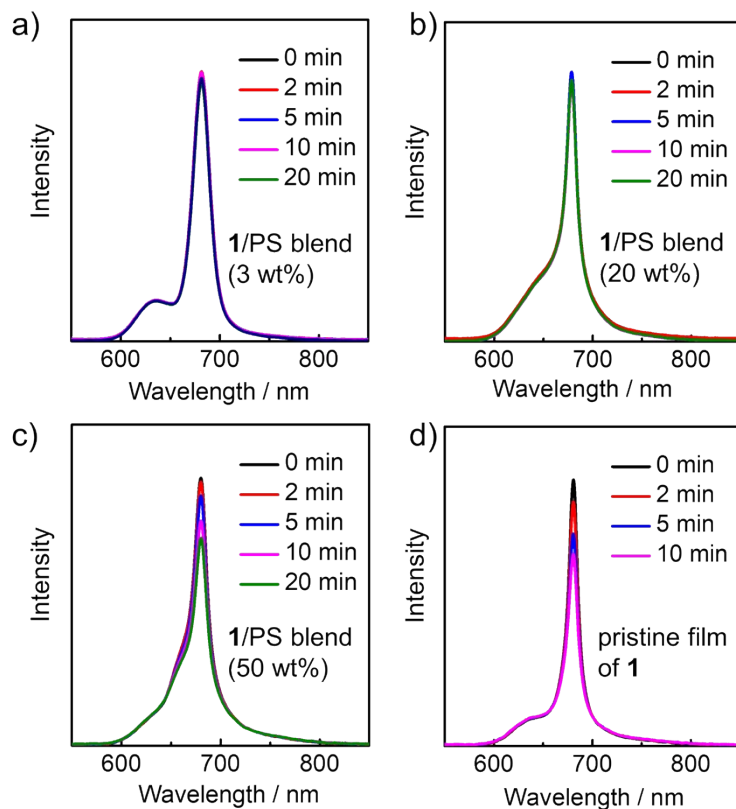 a)
0 min
2 min
5 min
10 min
20 min
1/PS blend
(3 wt%)
Intensity
600 700 800
Wavelength / nm
b)
0 min
2 min
5 min
10 min
20 min
1/PS blend
(20 wt%)
Intensity
600 700 800
Wavelength / nm
c)
0 min
2 min
5 min
10 min
20 min
1/PS blend
(50 wt%)
Intensity
600 700 800
Wavelength / nm
d)
0 min
2 min
5 min
10 min
pristine film
of 1
Intensity
600 700 800
Wavelength / nm